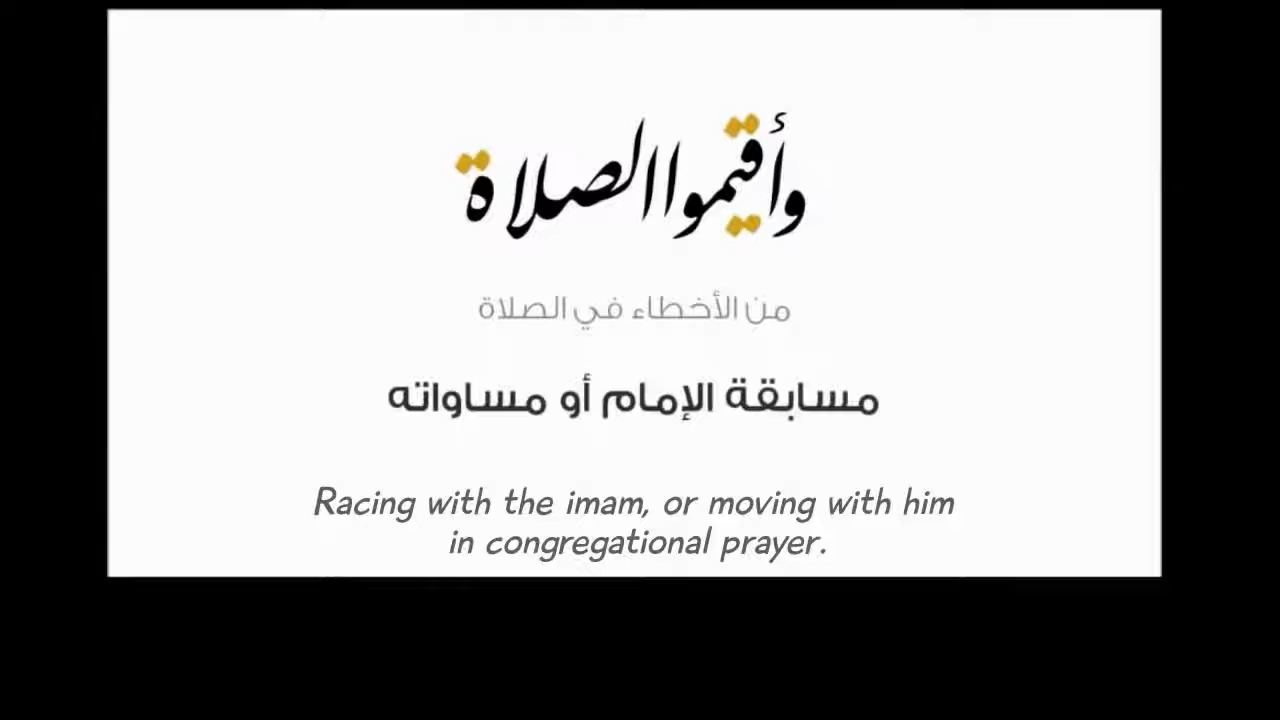 وأقيموا الصلاة
من الأخطاء في الصلاة
مسابقة الإمام أو مساواته
Racing with the imam, or moving with him
in congregational prayer.